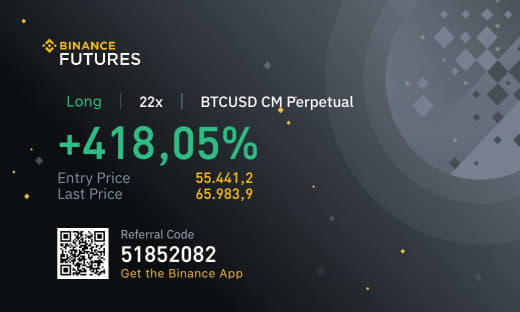 BINANCE
FUTURES
Long | 22x | BTCUSD CM Perpetual
+418,05%
Entry Price 55.441,2
Last Price 65.983,9
Referral Code
51852082
Get the Binance App